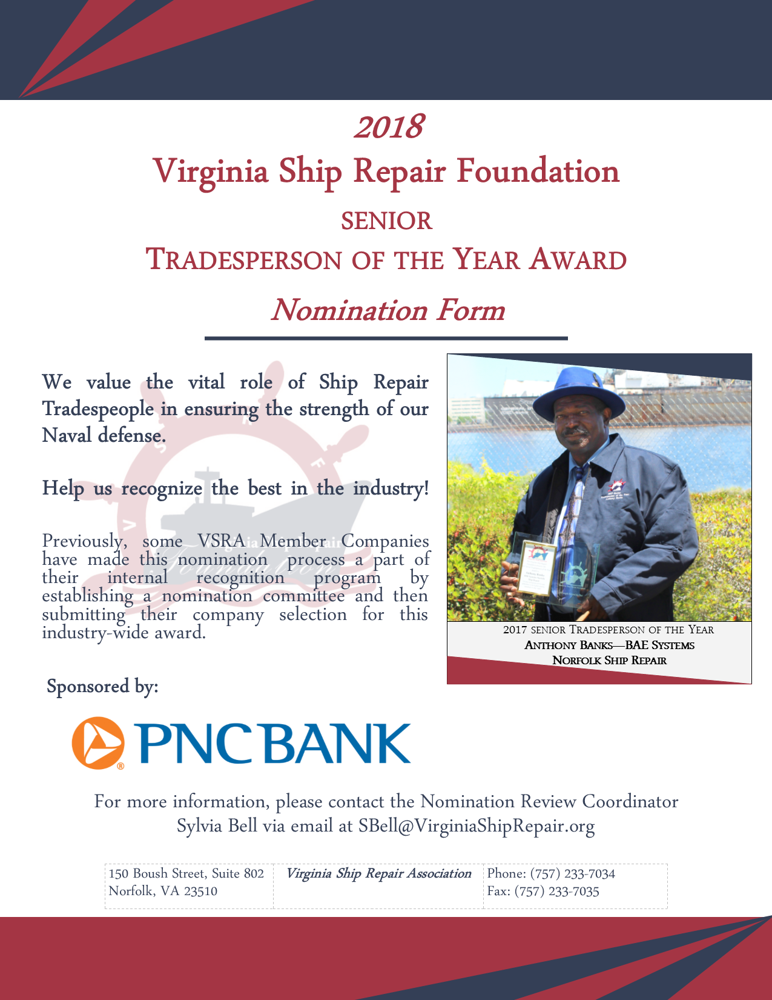 2018
Virginia Ship Repair Foundation
SENIOR
TRADESPERSON OF THE YEAR AWARD
Nomination Form
We value the vital role of Ship Repair
Tradespeople in ensuring the strength of our
Naval defense.
Help us recognize the best in the industry!
Previously, some VSRA Member Companies
have made this nomination process a part of
their internal recognition program by
establishing a nomination committee and then
submitting their company selection for this
industry-wide award.
V S R F
Virginia Ship Repair
Foundation
2017 SENIOR TRADESPERSON OF THE YEAR
ANTHONY BANKS—BAE SYSTEMS
NORFOLK SHIP REPAIR
Sponsored by:
PNC BANK
®
For more information, please contact the Nomination Review Coordinator
Sylvia Bell via email at SBell@VirginiaShipRepair.org
150 Boush Street, Suite 802
Norfolk, VA 23510
Virginia Ship Repair Association
Phone: (757) 233-7034
Fax: (757) 233-7035